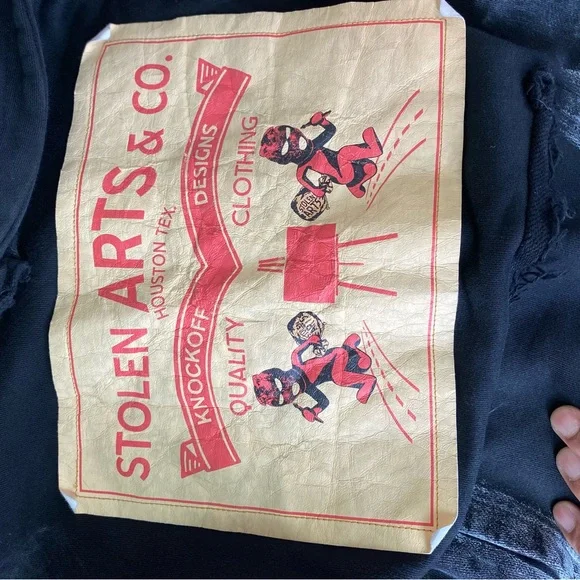 STOLEN ARTS & CO.
HOUSTON TEX.
KNOCKOFF DESIGNS
QUALITY CLOTHING